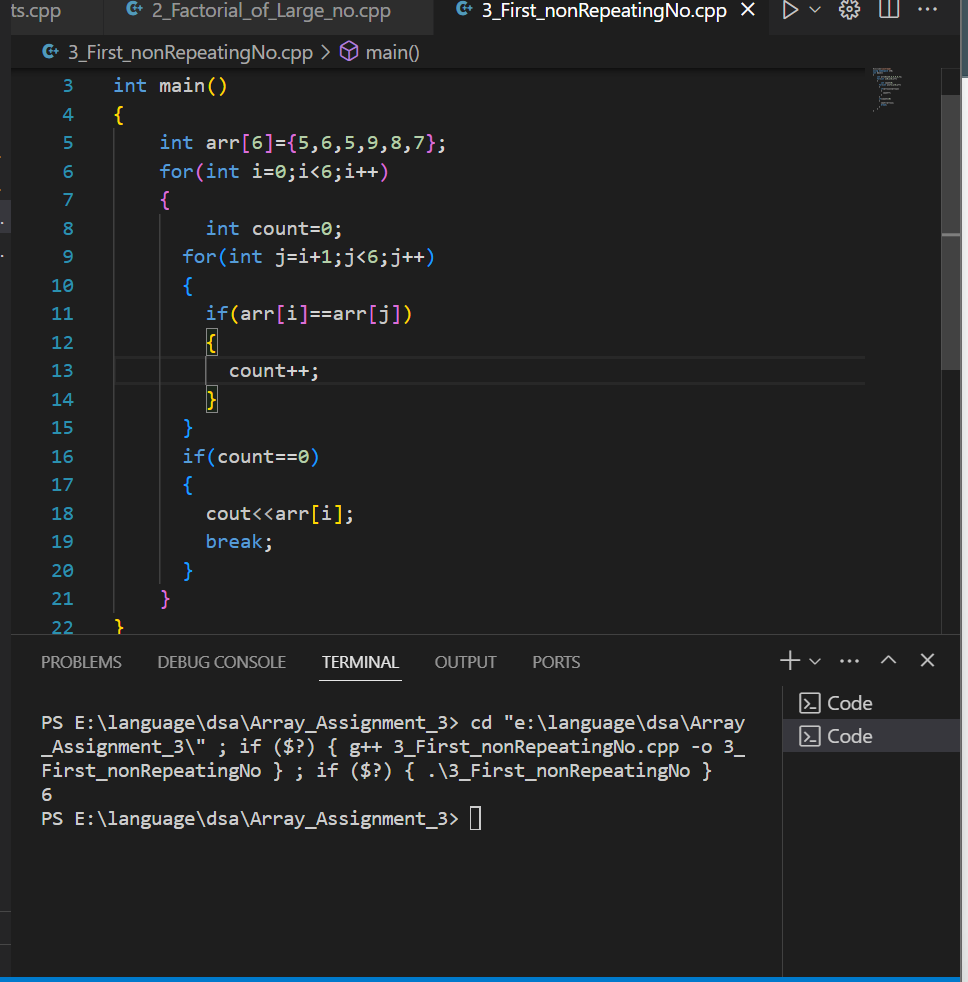 ts.cpp 2_Factorial_of_Large_no.cpp 3_First_nonRepeatingNo.cpp
3_First_nonRepeatingNo.cpp > main()
3 int main()
4 {
5 int arr[6]={5,6,5,9,8,7};
6 for(int i=0;i<6;i++)
7 {
8 int count=0;
9 for(int j=i+1;j<6;j++)
10 {
11 if(arr[i]==arr[j])
12 {
13 count++;
14 }
15 }
16 if(count==0)
17 {
18 cout<<arr[i];
19 break;
20 }
21 }
22 }
PROBLEMS DEBUG CONSOLE TERMINAL OUTPUT PORTS
PS E:\language\dsa\Array_Assignment_3> cd "e:\language\dsa\Array
_Assignment_3\" ; if ($?) { g++ 3_First_nonRepeatingNo.cpp -o 3_
First_nonRepeatingNo } ; if ($?) { .\3_First_nonRepeatingNo }
6
PS E:\language\dsa\Array_Assignment_3>
Code
Code